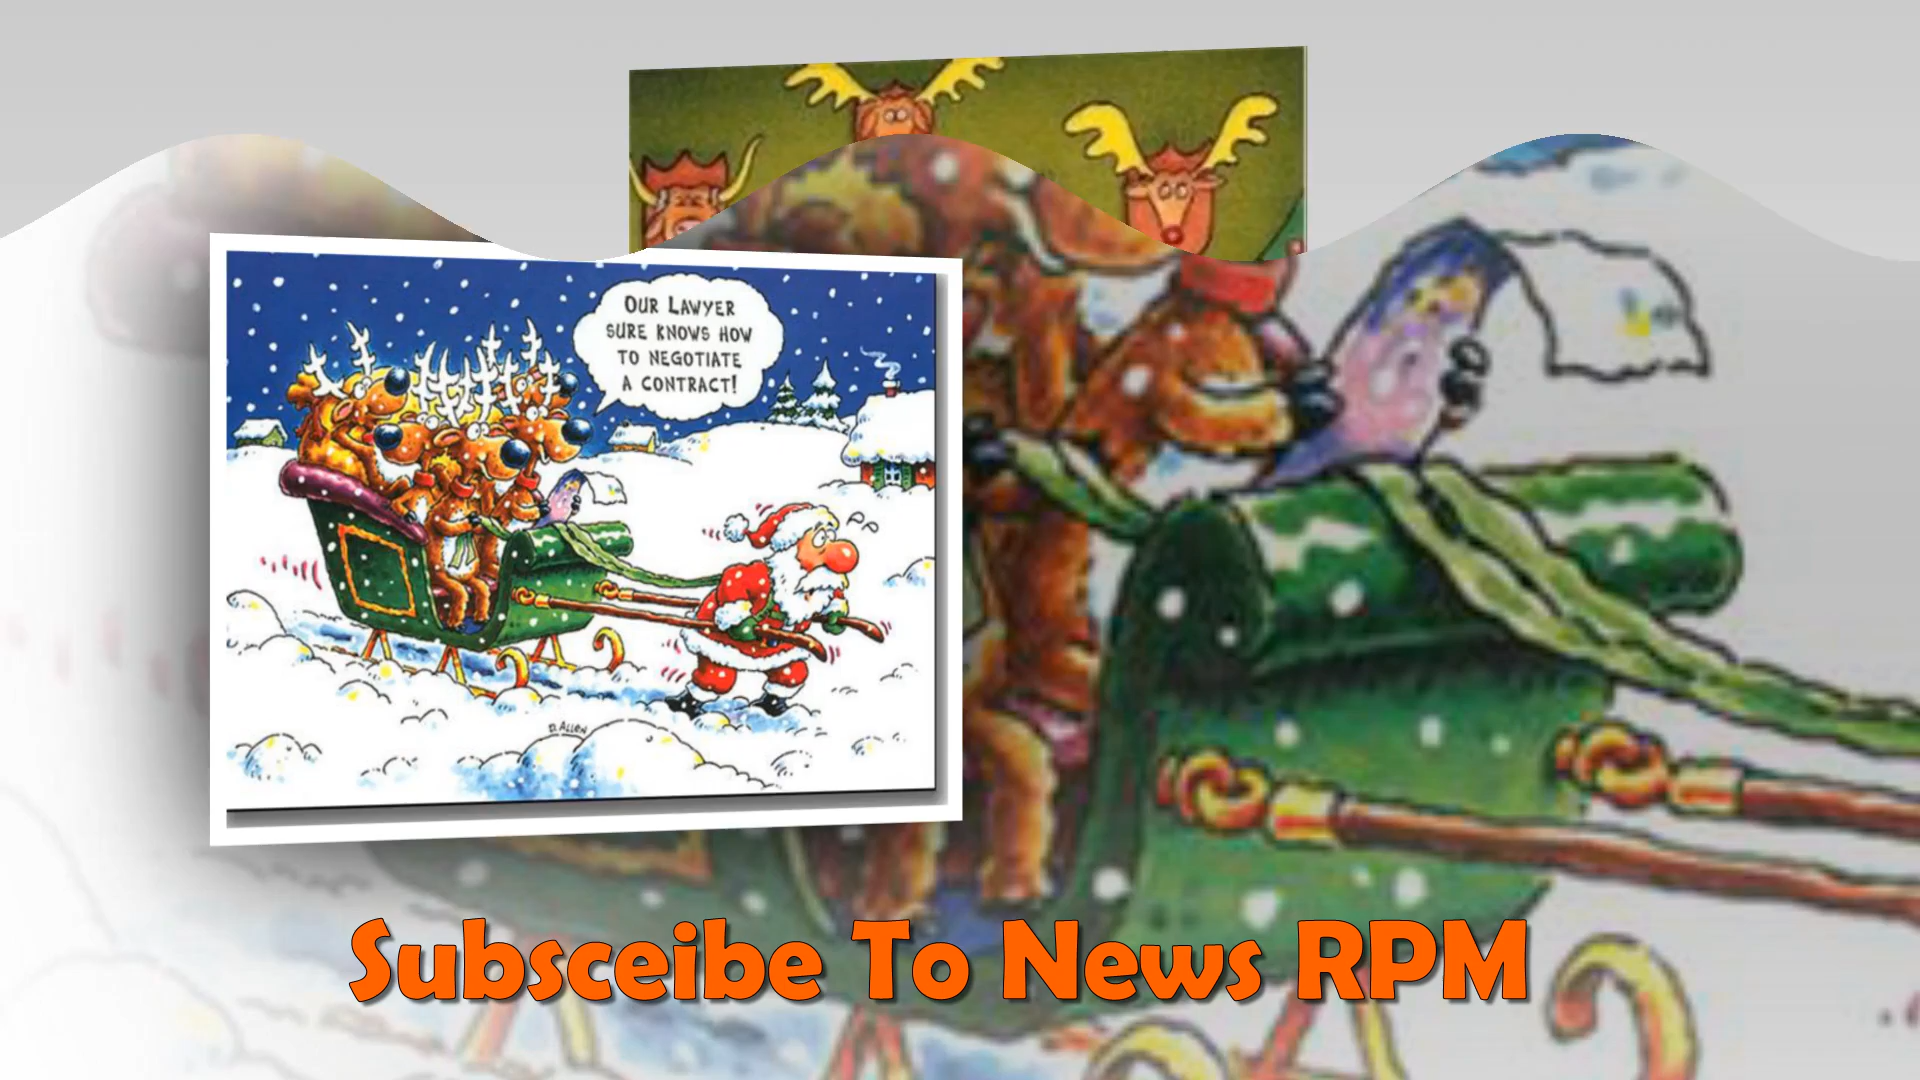 OUR LAWYER
SURE KNOWS HOW
TO NEGOTIATE
A CONTRACT!
D. ALLEN
Subsceibe To News RPM